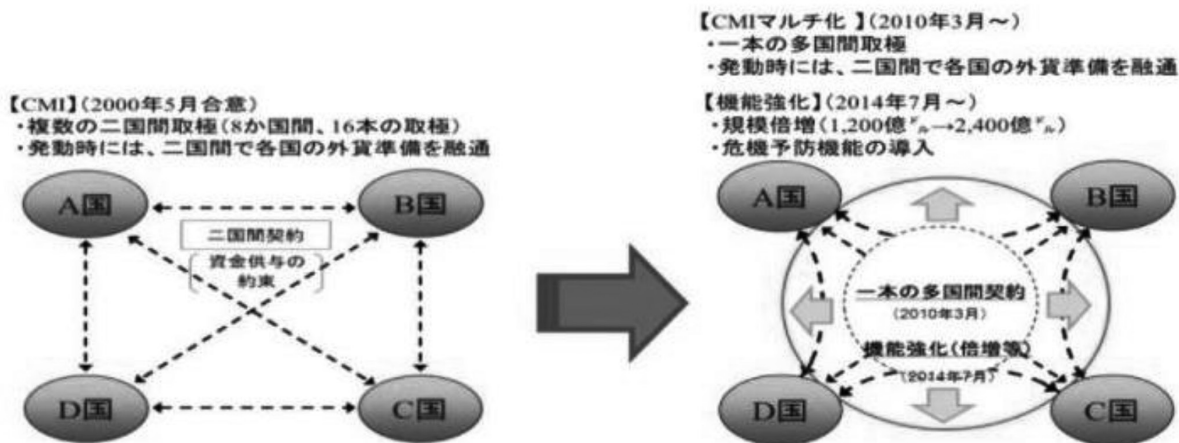 【CMI】(2000年5月合意)
・複数の二国間取極(8か国間、16本の取極)
・発動時には、二国間で各国の外貨準備を融通
A国
B国
二国間契約
資金供与の
約束
D国
C国
【CMIマルチ化 】(2010年3月～)
・一本の多国間取極
・発動時には、二国間で各国の外貨準備を融通
【機能強化】(2014年7月～)
・規模倍増(1,200億㌦→2,400億㌦)
・危機予防機能の導入
A国
B国
一本の多国間契約
(2010年3月)
機能強化(倍増等)
(2014年7月)
D国
C国